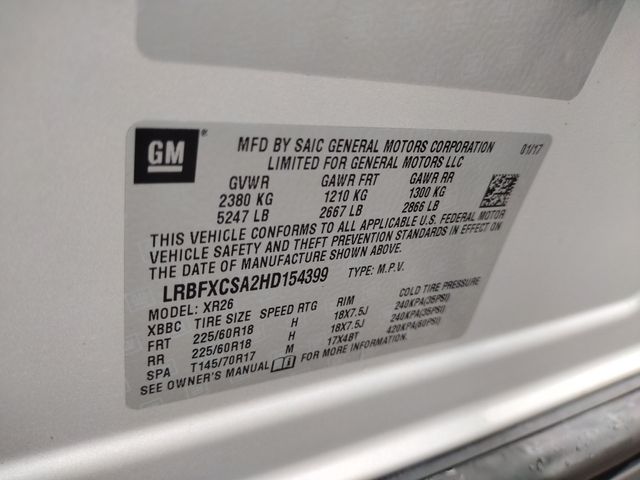 GM ® MFD BY SAIC GENERAL MOTORS CORPORATION 01/17
LIMITED FOR GENERAL MOTORS LLC
GVWR GAWR FRT GAWR RR
2380 KG 1210 KG 1300 KG
5247 LB 2667 LB 2866 LB
THIS VEHICLE CONFORMS TO ALL APPLICABLE U.S. FEDERAL MOTOR
VEHICLE SAFETY AND THEFT PREVENTION STANDARDS IN EFFECT ON
THE DATE OF MANUFACTURE SHOWN ABOVE.
LRBFXCSA2HD154399 TYPE: M.P.V.
MODEL: XR26
XBBC TIRE SIZE SPEED RTG RIM COLD TIRE PRESSURE
FRT 225/60R18 H 18X7.5J 240KPA(35PSI)
RR 225/60R18 H 18X7.5J 240KPA(35PSI)
SPA T145/70R17 M 17X4BT 420KPA(60PSI)
SEE OWNER'S MANUAL FOR MORE INFORMATION.